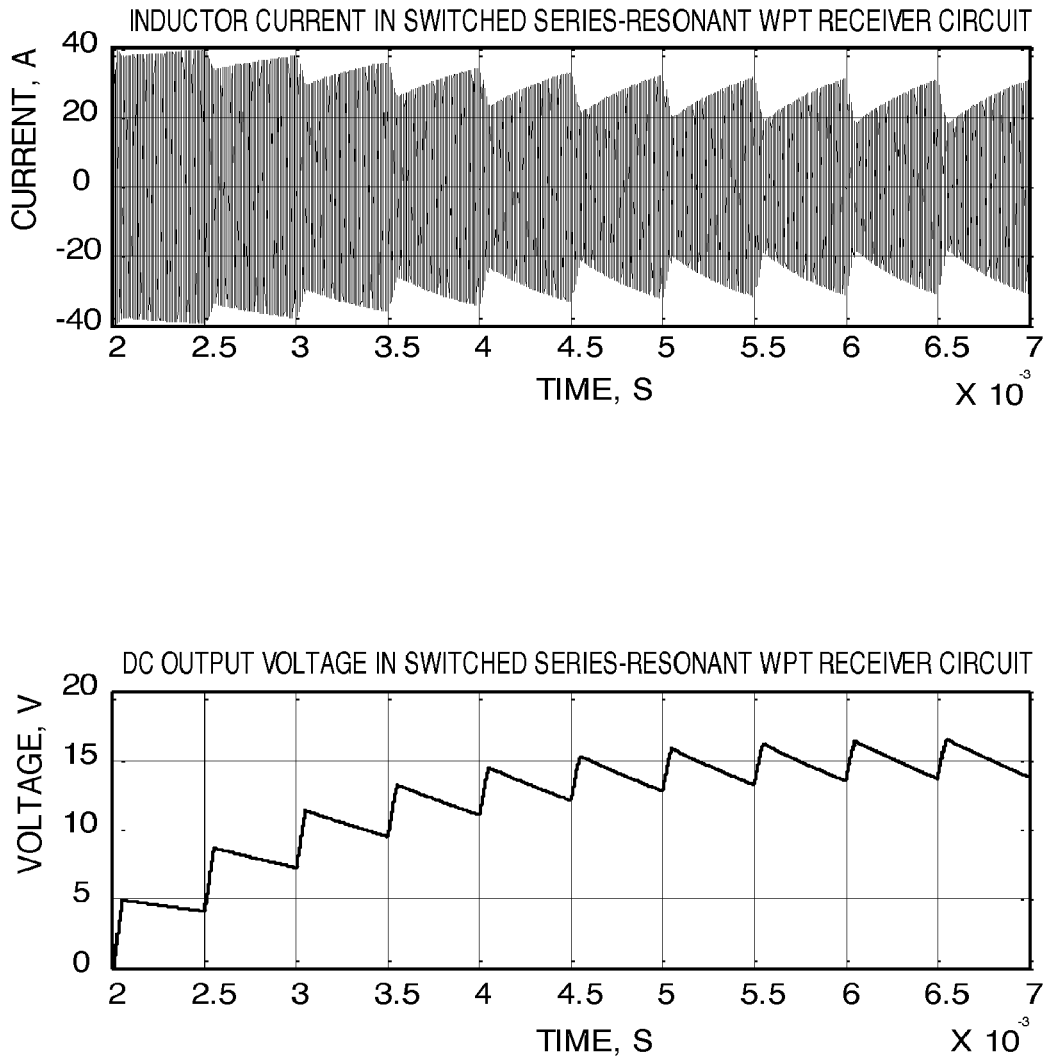 INDUCTOR CURRENT IN SWITCHED SERIES-RESONANT WPT RECEIVER CIRCUIT
CURRENT, A
40
20
0
-20
-40
2 2.5 3 3.5 4 4.5 5 5.5 6 6.5 7
TIME, S
X 10-3
DC OUTPUT VOLTAGE IN SWITCHED SERIES-RESONANT WPT RECEIVER CIRCUIT
VOLTAGE, V
20
15
10
5
0
2 2.5 3 3.5 4 4.5 5 5.5 6 6.5 7
TIME, S
X 10-3